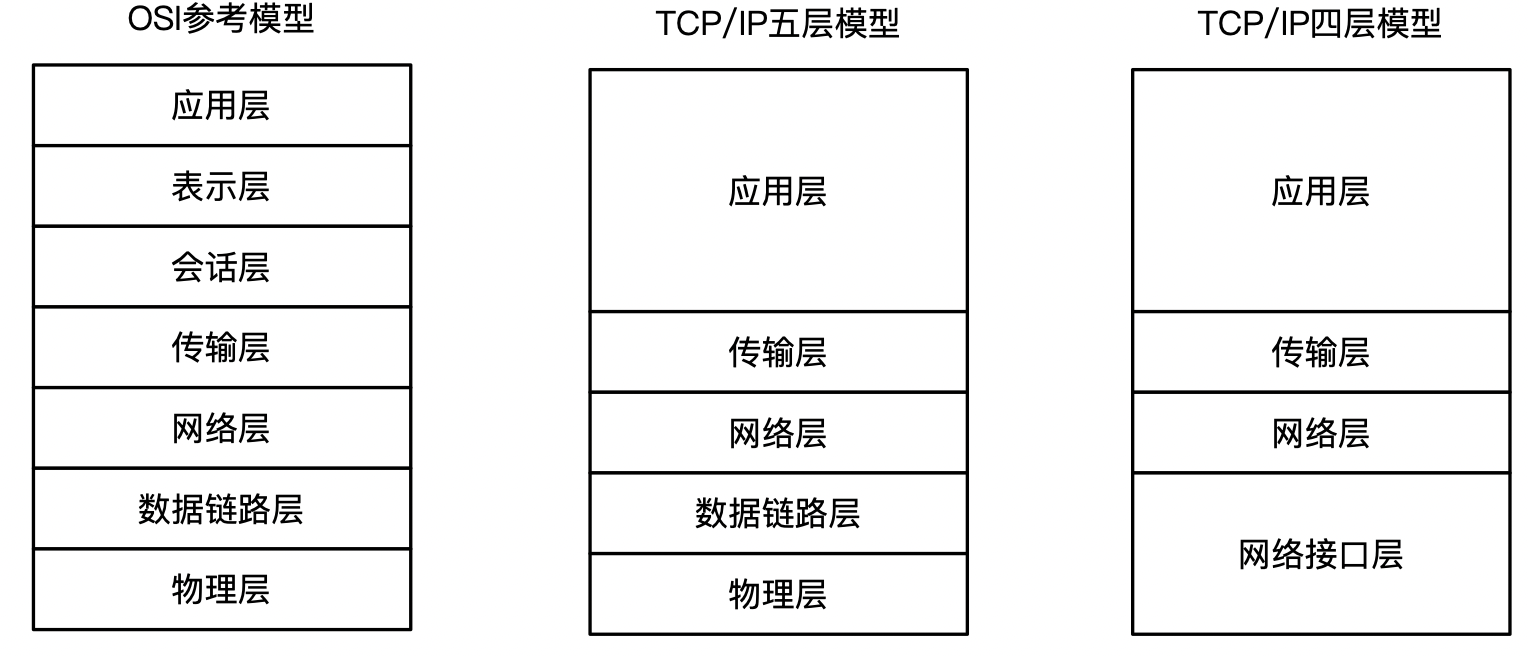 OSI参考模型
应用层
表示层
会话层
传输层
网络层
数据链路层
物理层
TCP/IP五层模型
应用层
传输层
网络层
数据链路层
物理层
TCP/IP四层模型
应用层
传输层
网络层
网络接口层